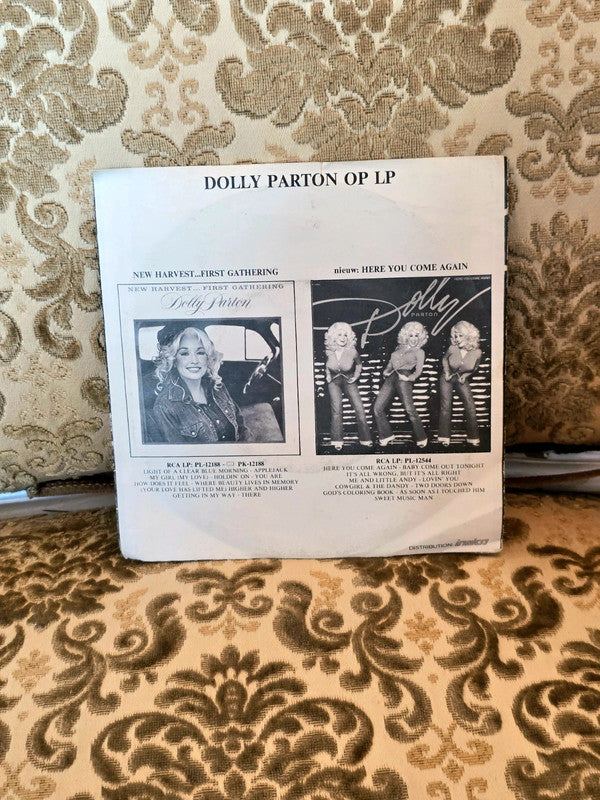 DOLLY PARTON OP LP
NEW HARVEST...FIRST GATHERING
NEW HARVEST... FIRST GATHERING
Dolly Parton
RCA LP: PL-12188 - PK-12188
LIGHT OF A CLEAR BLUE MORNING - APPLEJACK
MY GIRL (MY LOVE) - HOLDIN' ON - YOU ARE
HOW DOES IT FEEL - WHERE BEAUTY LIVES IN MEMORY
(YOUR LOVE HAS LIFTED ME) HIGHER AND HIGHER
GETTING IN MY WAY - THERE
nieuw: HERE YOU COME AGAIN
HERE YOU COME AGAIN
Dolly
PARTON
RCA LP: PL-12544
HERE YOU COME AGAIN - BABY COME OUT TONIGHT
IT'S ALL WRONG, BUT IT'S ALL RIGHT
ME AND LITTLE ANDY - LOVIN' YOU
COWGIRL & THE DANDY - TWO DOORS DOWN
GOD'S COLORING BOOK - AS SOON AS I TOUCHED HIM
SWEET MUSIC MAN
DISTRIBUTION: inelco